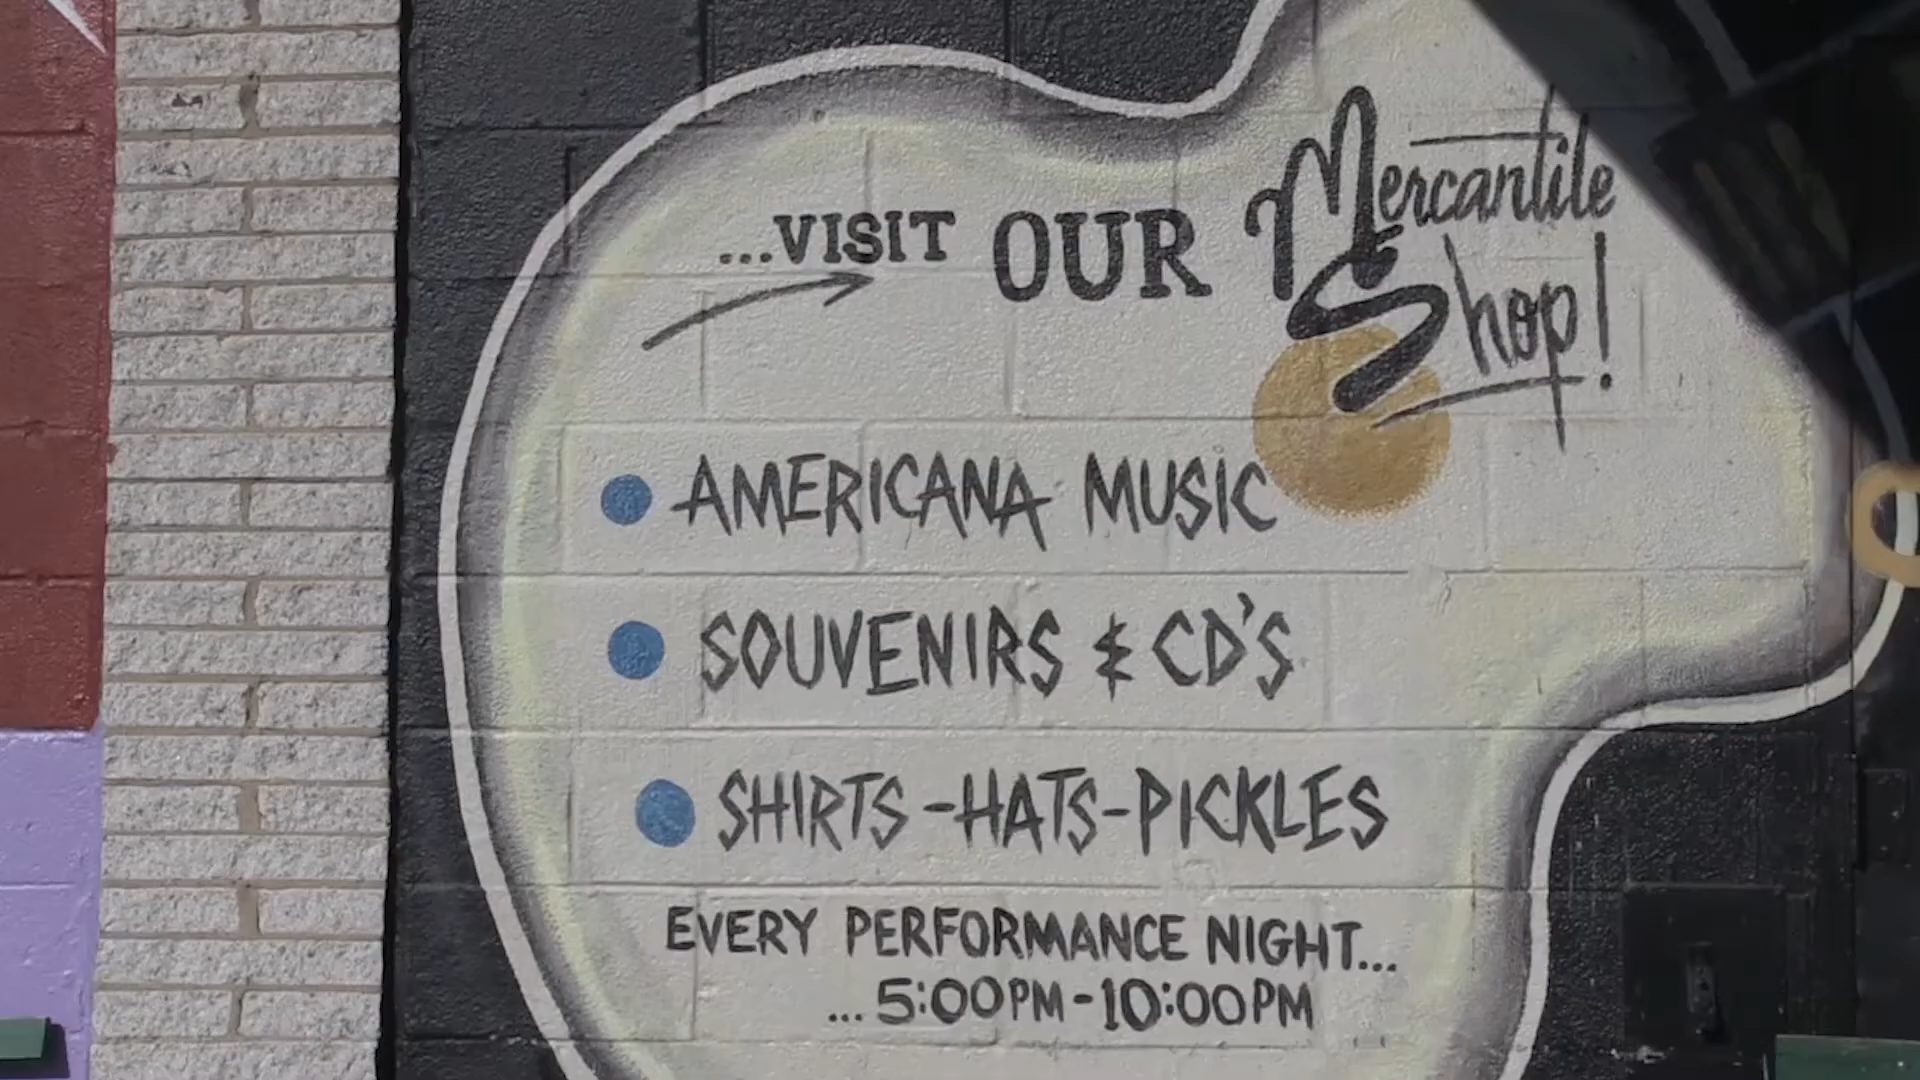 ...VISIT OUR Mercantile
Shop!
AMERICANA MUSIC
SOUVENIRS & CD'S
SHIRTS-HATS-PICKLES
EVERY PERFORMANCE NIGHT...
...5:00PM-10:00PM